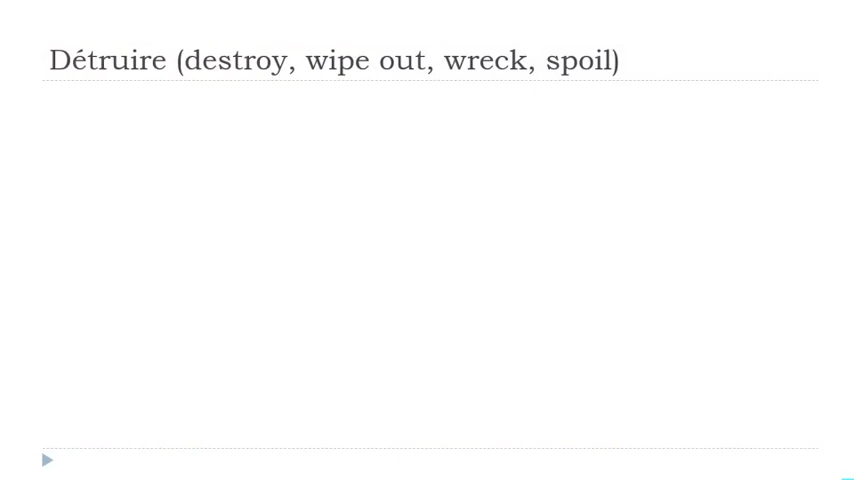 Détruire (destroy, wipe out, wreck, spoil)